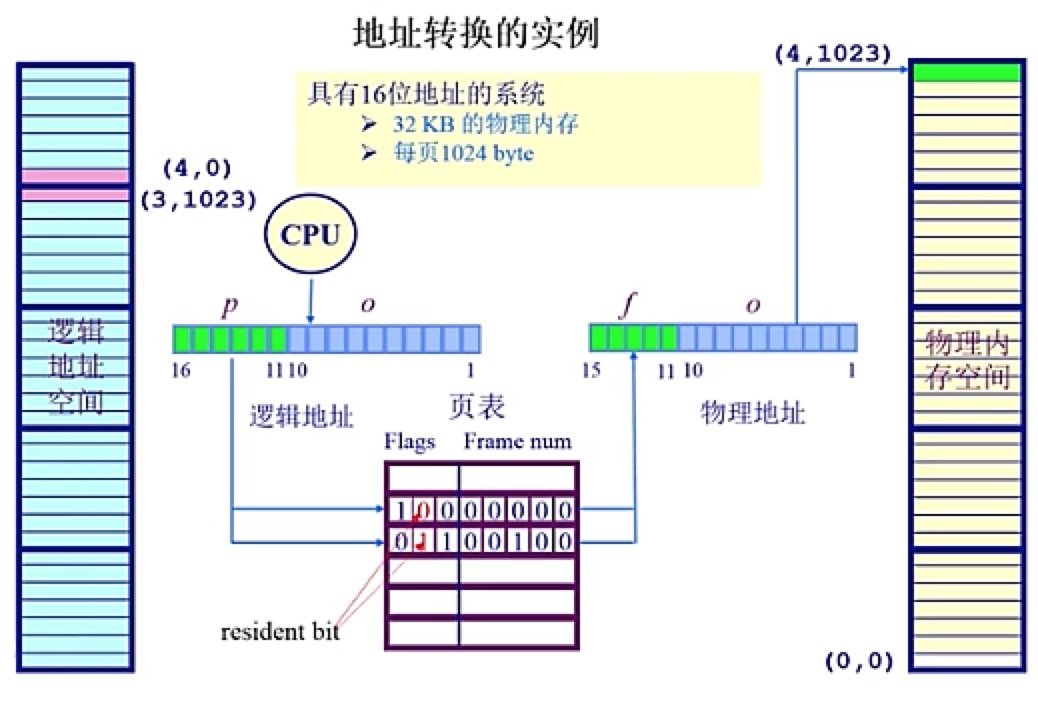 地址转换的实例
(4,1023)
具有16位地址的系统
➢ 32 KB 的物理内存
➢ 每页1024 byte
(4,0)
(3,1023)
CPU
p o
f o
16 11 10 1
15 11 10 1
逻辑
地址
空间
物理内
存空间
逻辑地址
页表
物理地址
Flags Frame num
1 0 0 0 0 0 0 0
0 1 1 0 0 1 0 0
resident bit
(0,0)